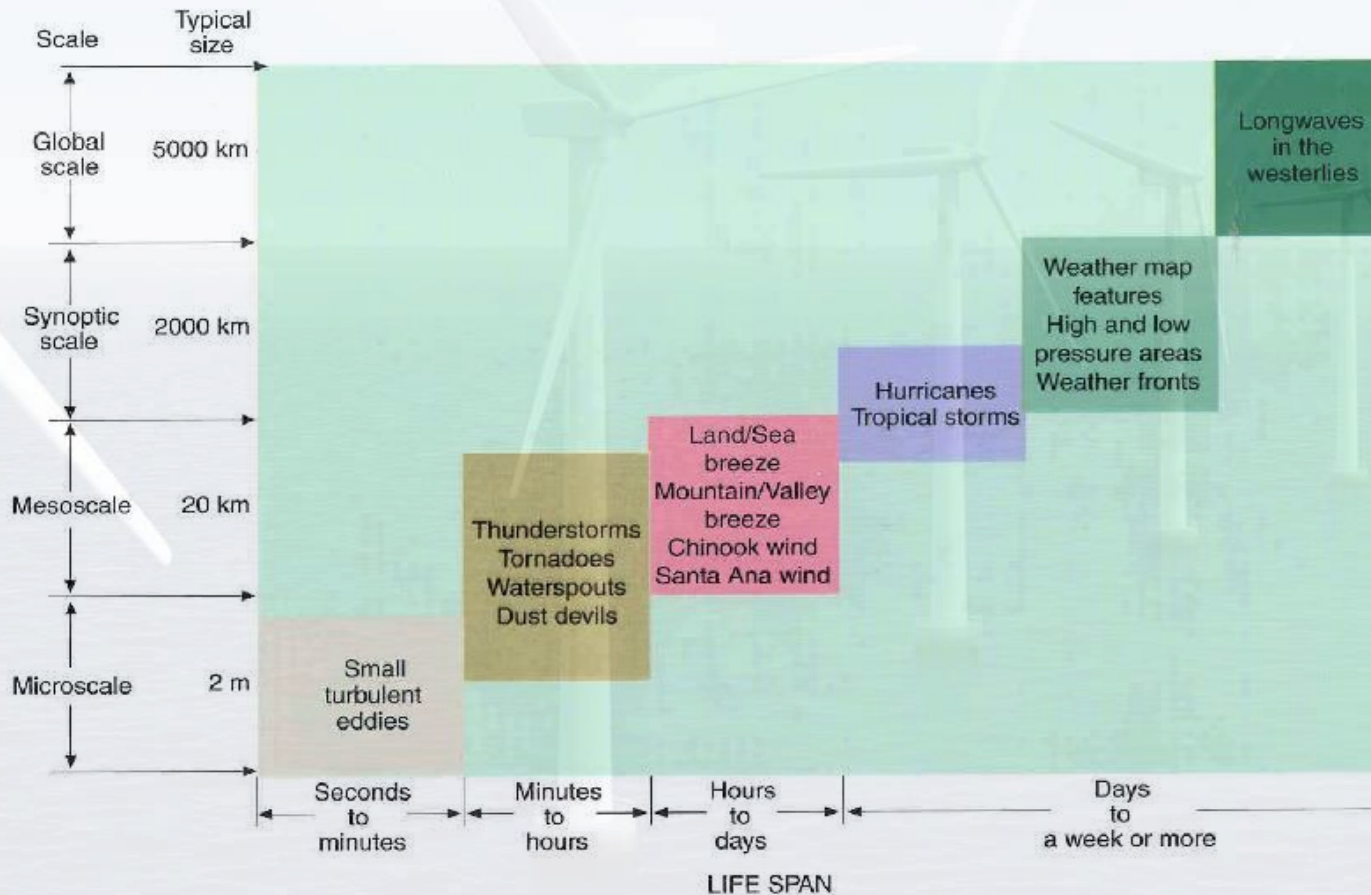 Scale
Typical
size
Global
scale
5000 km
Longwaves
in the
westerlies
Synoptic
scale
2000 km
Weather map
features
High and low
pressure areas
Weather fronts
Hurricanes
Tropical storms
Mesoscale
20 km
Land/Sea
breeze
Mountain/Valley
breeze
Chinook wind
Santa Ana wind
Thunderstorms
Tornadoes
Waterspouts
Dust devils
Microscale
2 m
Small
turbulent
eddies
Seconds
to
minutes
Minutes
to
hours
Hours
to
days
Days
to
a week or more
LIFE SPAN